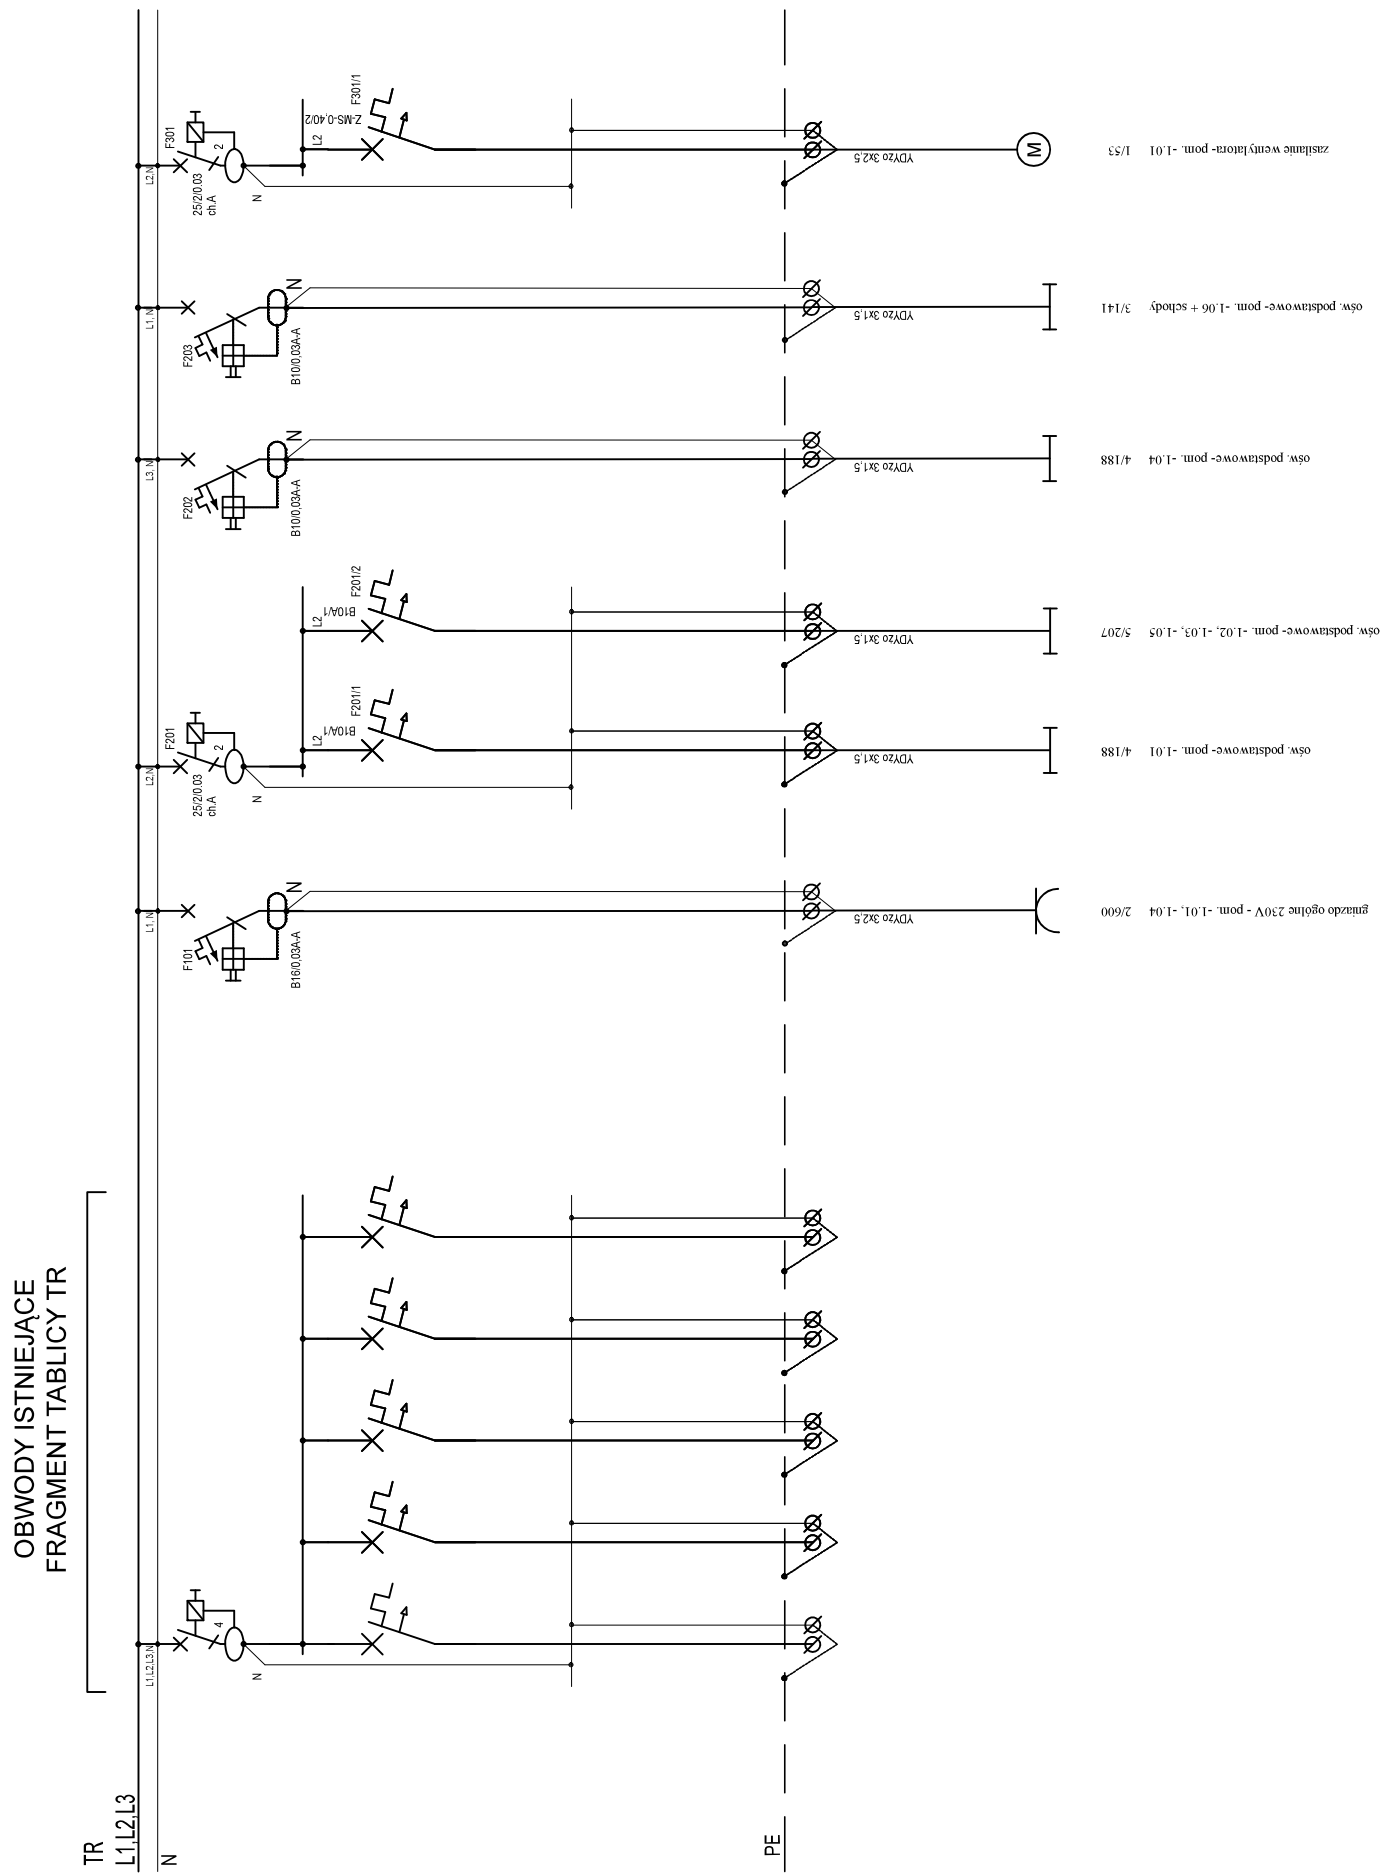 OBWODY ISTNIEJĄCE
FRAGMENT TABLICY TR
TR
L1,L2,L3
N
PE
L1,L2,L3,N
4
N
L1, N
F101
B16/0,03A-A
N
YDYżo 3x2,5
2/600
gniazdo ogólne 230V - pom. -1.01, -1.04
L2,N
F201
25/2/0.03
ch.A
2
N
L2
B10A/1
F201/1
YDYżo 3x1,5
4/188
ośw. podstawowe- pom. -1.01
L2
B10A/1
F201/2
YDYżo 3x1,5
5/207
ośw. podstawowe- pom. -1.02, -1.03, -1.05
L3, N
F202
B10/0,03A-A
N
YDYżo 3x1,5
4/188
ośw. podstawowe- pom. -1.04
L1, N
F203
B10/0,03A-A
N
YDYżo 3x1,5
3/141
ośw. podstawowe- pom. -1.06 + schody
L2,N
F301
25/2/0.03
ch.A
2
N
L2
Z-MS-0,40/2
F301/1
YDYżo 3x2,5
M
1/53
zasilanie wentylatora- pom. -1.01